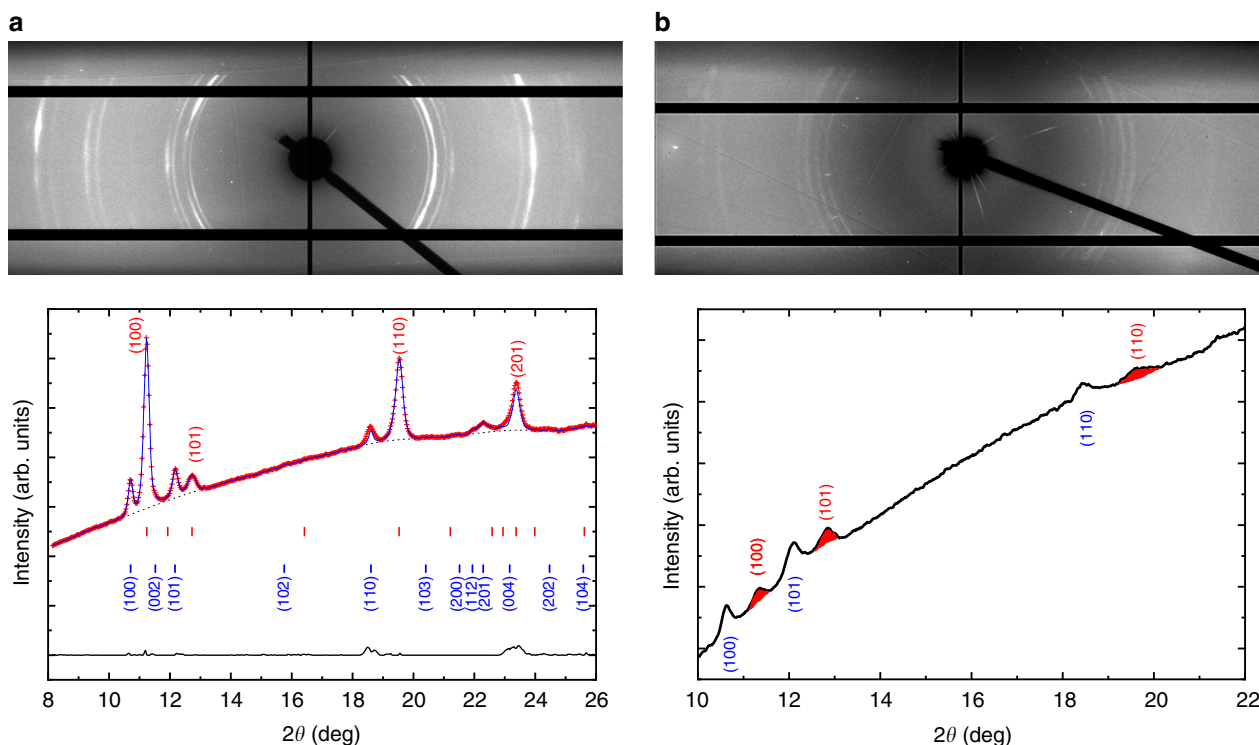 a
b
(100)
(101)
(110)
(201)
(100)
(002)
(101)
(102)
(110)
(103)
(200)
(112)
(201)
(004)
(202)
(104)
Intensity (arb. units)
8 10 12 14 16 18 20 22 24 26
2θ (deg)
(100)
(101)
(110)
(100)
(101)
(110)
Intensity (arb. units)
10 12 14 16 18 20 22
2θ (deg)